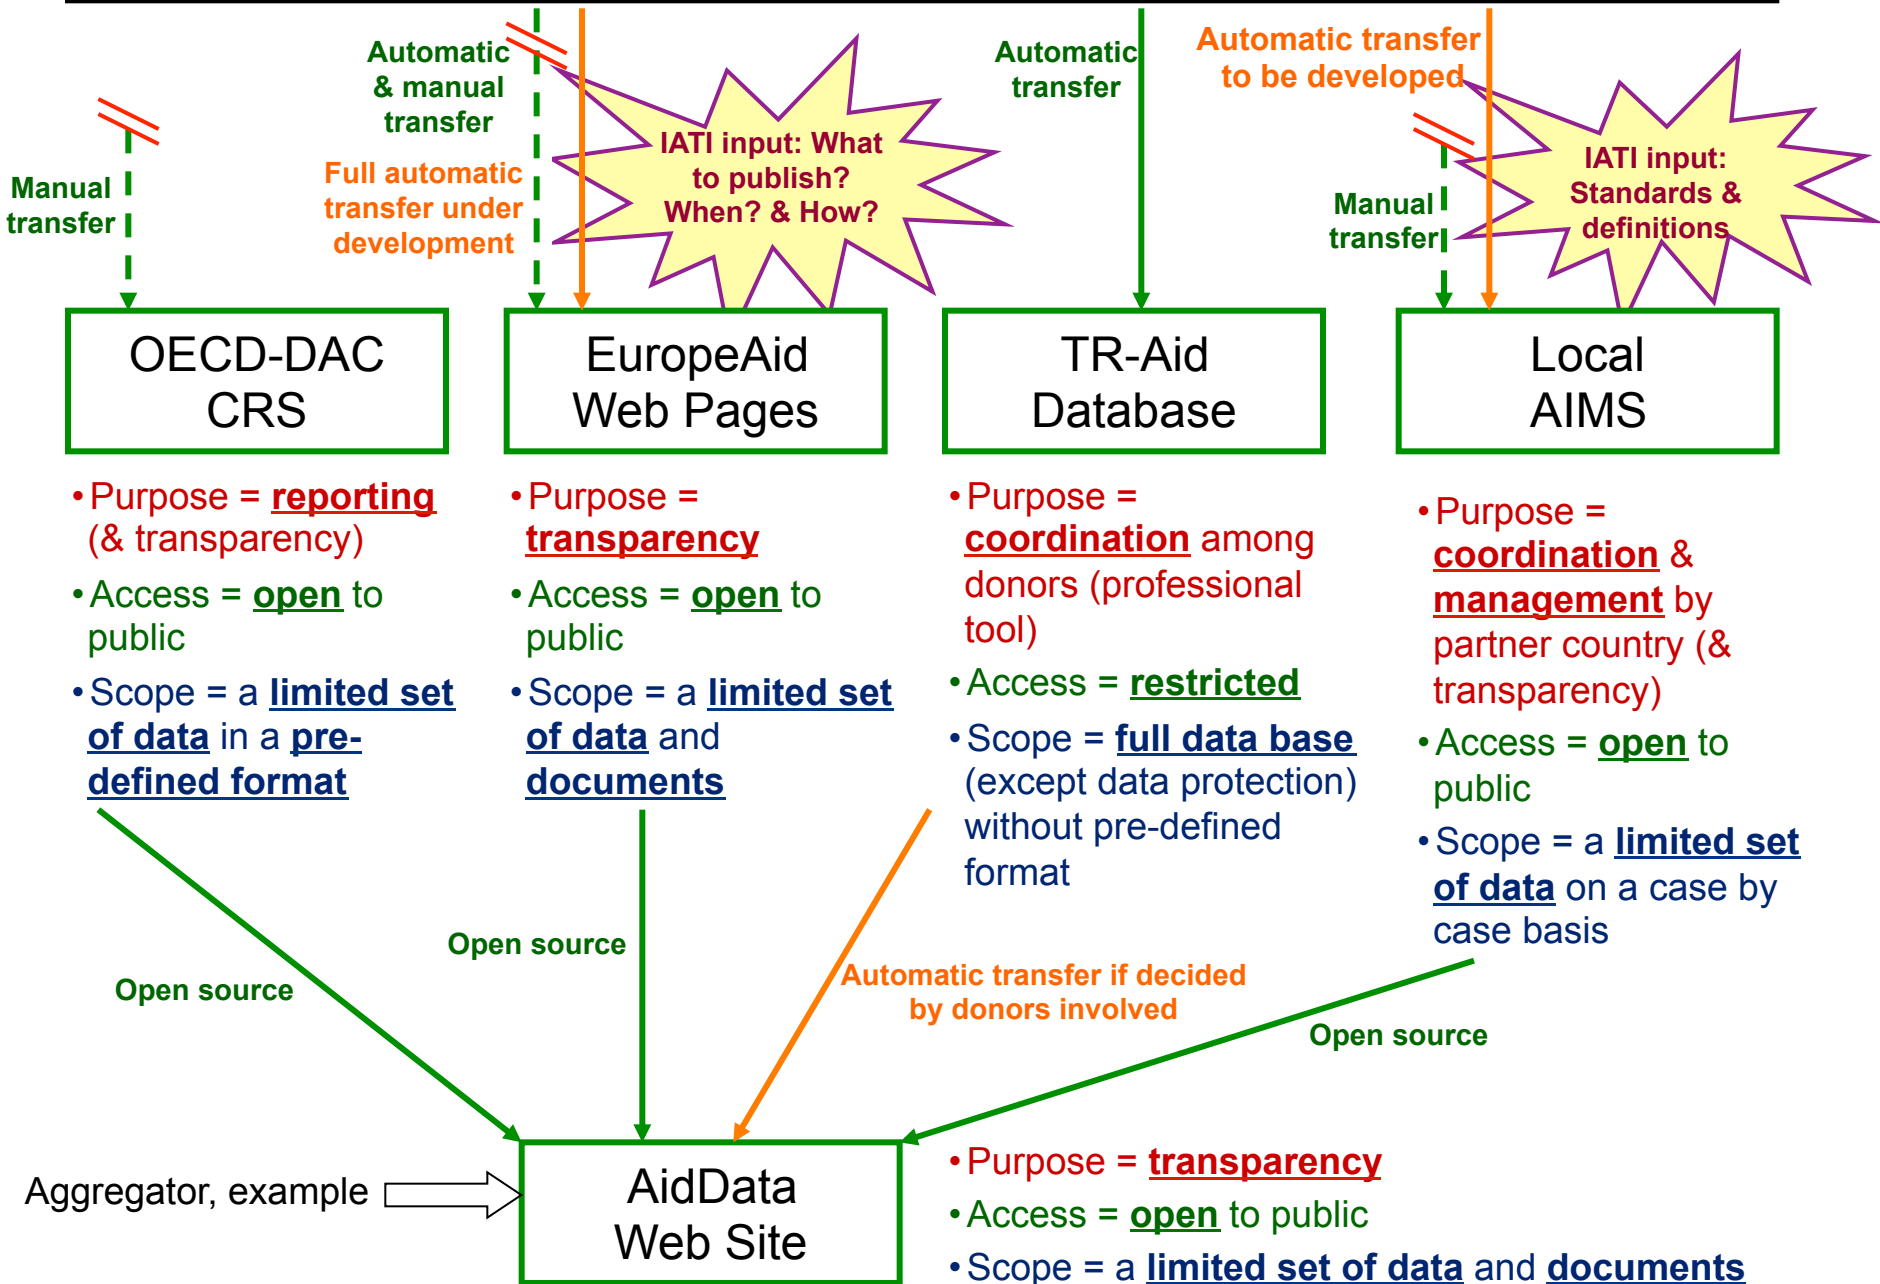 Automatic
& manual
transfer
Automatic
transfer
Automatic transfer
to be developed
Manual
transfer
Full automatic
transfer under
development
IATI input: What
to publish?
When? & How?
Manual
transfer
IATI input:
Standards &
definitions
OECD-DAC
CRS
EuropeAid
Web Pages
TR-Aid
Database
Local
AIMS
•Purpose = reporting
(& transparency)
•Access = open to
public
•Scope = a limited set
of data in a pre-
defined format
•Purpose =
transparency
•Access = open to
public
•Scope = a limited set
of data and
documents
•Purpose =
coordination among
donors (professional
tool)
•Access = restricted
•Scope = full data base
(except data protection)
without pre-defined
format
•Purpose =
coordination &
management by
partner country (&
transparency)
•Access = open to
public
•Scope = a limited set
of data on a case by
case basis
Open source
Open source
Automatic transfer if decided
by donors involved
Open source
Aggregator, example
AidData
Web Site
•Purpose = transparency
•Access = open to public
•Scope = a limited set of data and documents